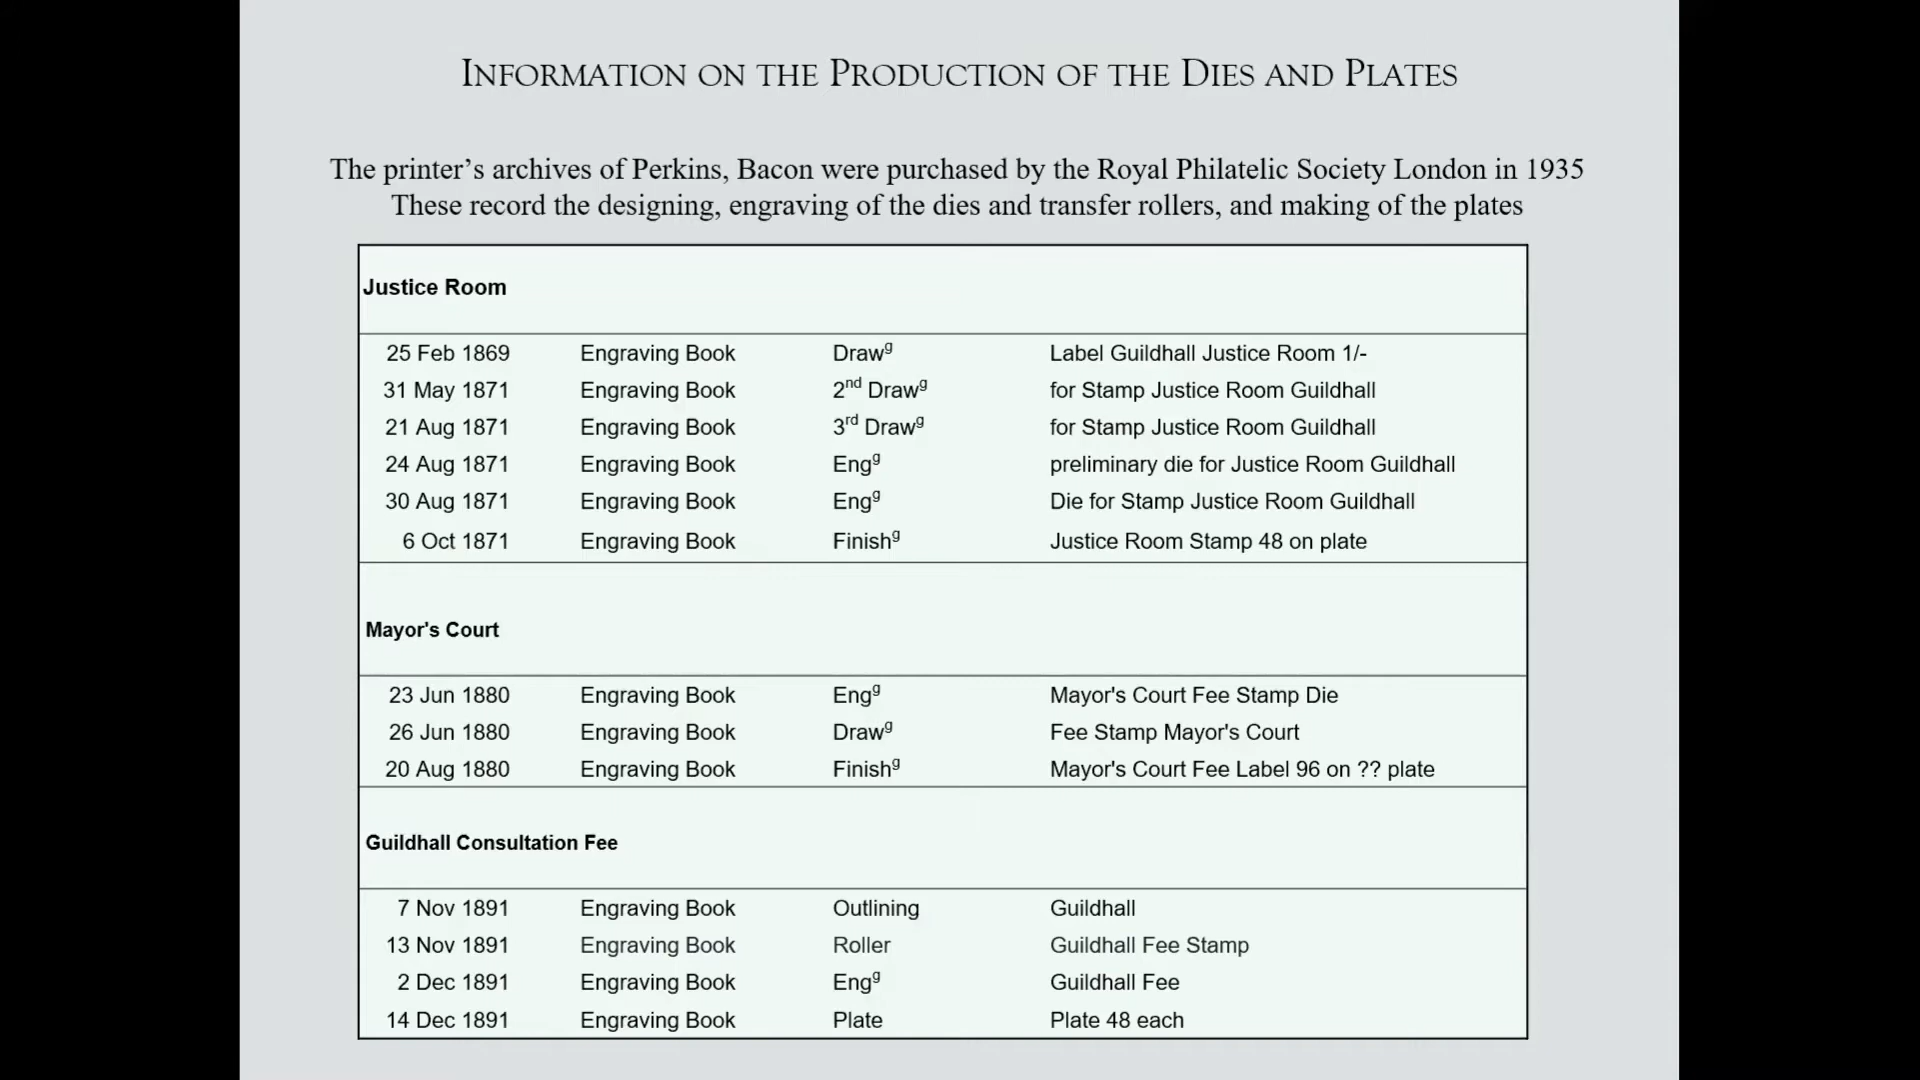 INFORMATION ON THE PRODUCTION OF THE DIES AND PLATES
The printer's archives of Perkins, Bacon were purchased by the Royal Philatelic Society London in 1935
These record the designing, engraving of the dies and transfer rollers, and making of the plates
Justice Room
25 Feb 1869 Engraving Book Drawᵍ Label Guildhall Justice Room 1/-
31 May 1871 Engraving Book 2ⁿᵈ Drawᵍ for Stamp Justice Room Guildhall
21 Aug 1871 Engraving Book 3ʳᵈ Drawᵍ for Stamp Justice Room Guildhall
24 Aug 1871 Engraving Book Engᵍ preliminary die for Justice Room Guildhall
30 Aug 1871 Engraving Book Engᵍ Die for Stamp Justice Room Guildhall
6 Oct 1871 Engraving Book Finishᵍ Justice Room Stamp 48 on plate
Mayor's Court
23 Jun 1880 Engraving Book Engᵍ Mayor's Court Fee Stamp Die
26 Jun 1880 Engraving Book Drawᵍ Fee Stamp Mayor's Court
20 Aug 1880 Engraving Book Finishᵍ Mayor's Court Fee Label 96 on ?? plate
Guildhall Consultation Fee
7 Nov 1891 Engraving Book Outlining Guildhall
13 Nov 1891 Engraving Book Roller Guildhall Fee Stamp
2 Dec 1891 Engraving Book Engᵍ Guildhall Fee
14 Dec 1891 Engraving Book Plate Plate 48 each